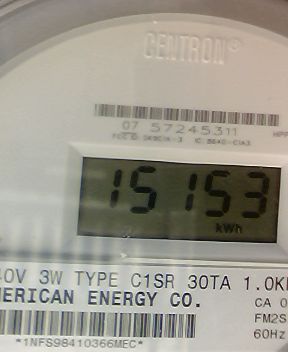 CENTRON®
07 57245311
15153
kWh
40V 3W TYPE C1SR 30TA 1.0K
MERICAN ENERGY CO.
CA 0
FM2S
60Hz
*1NFS98410366MEC*